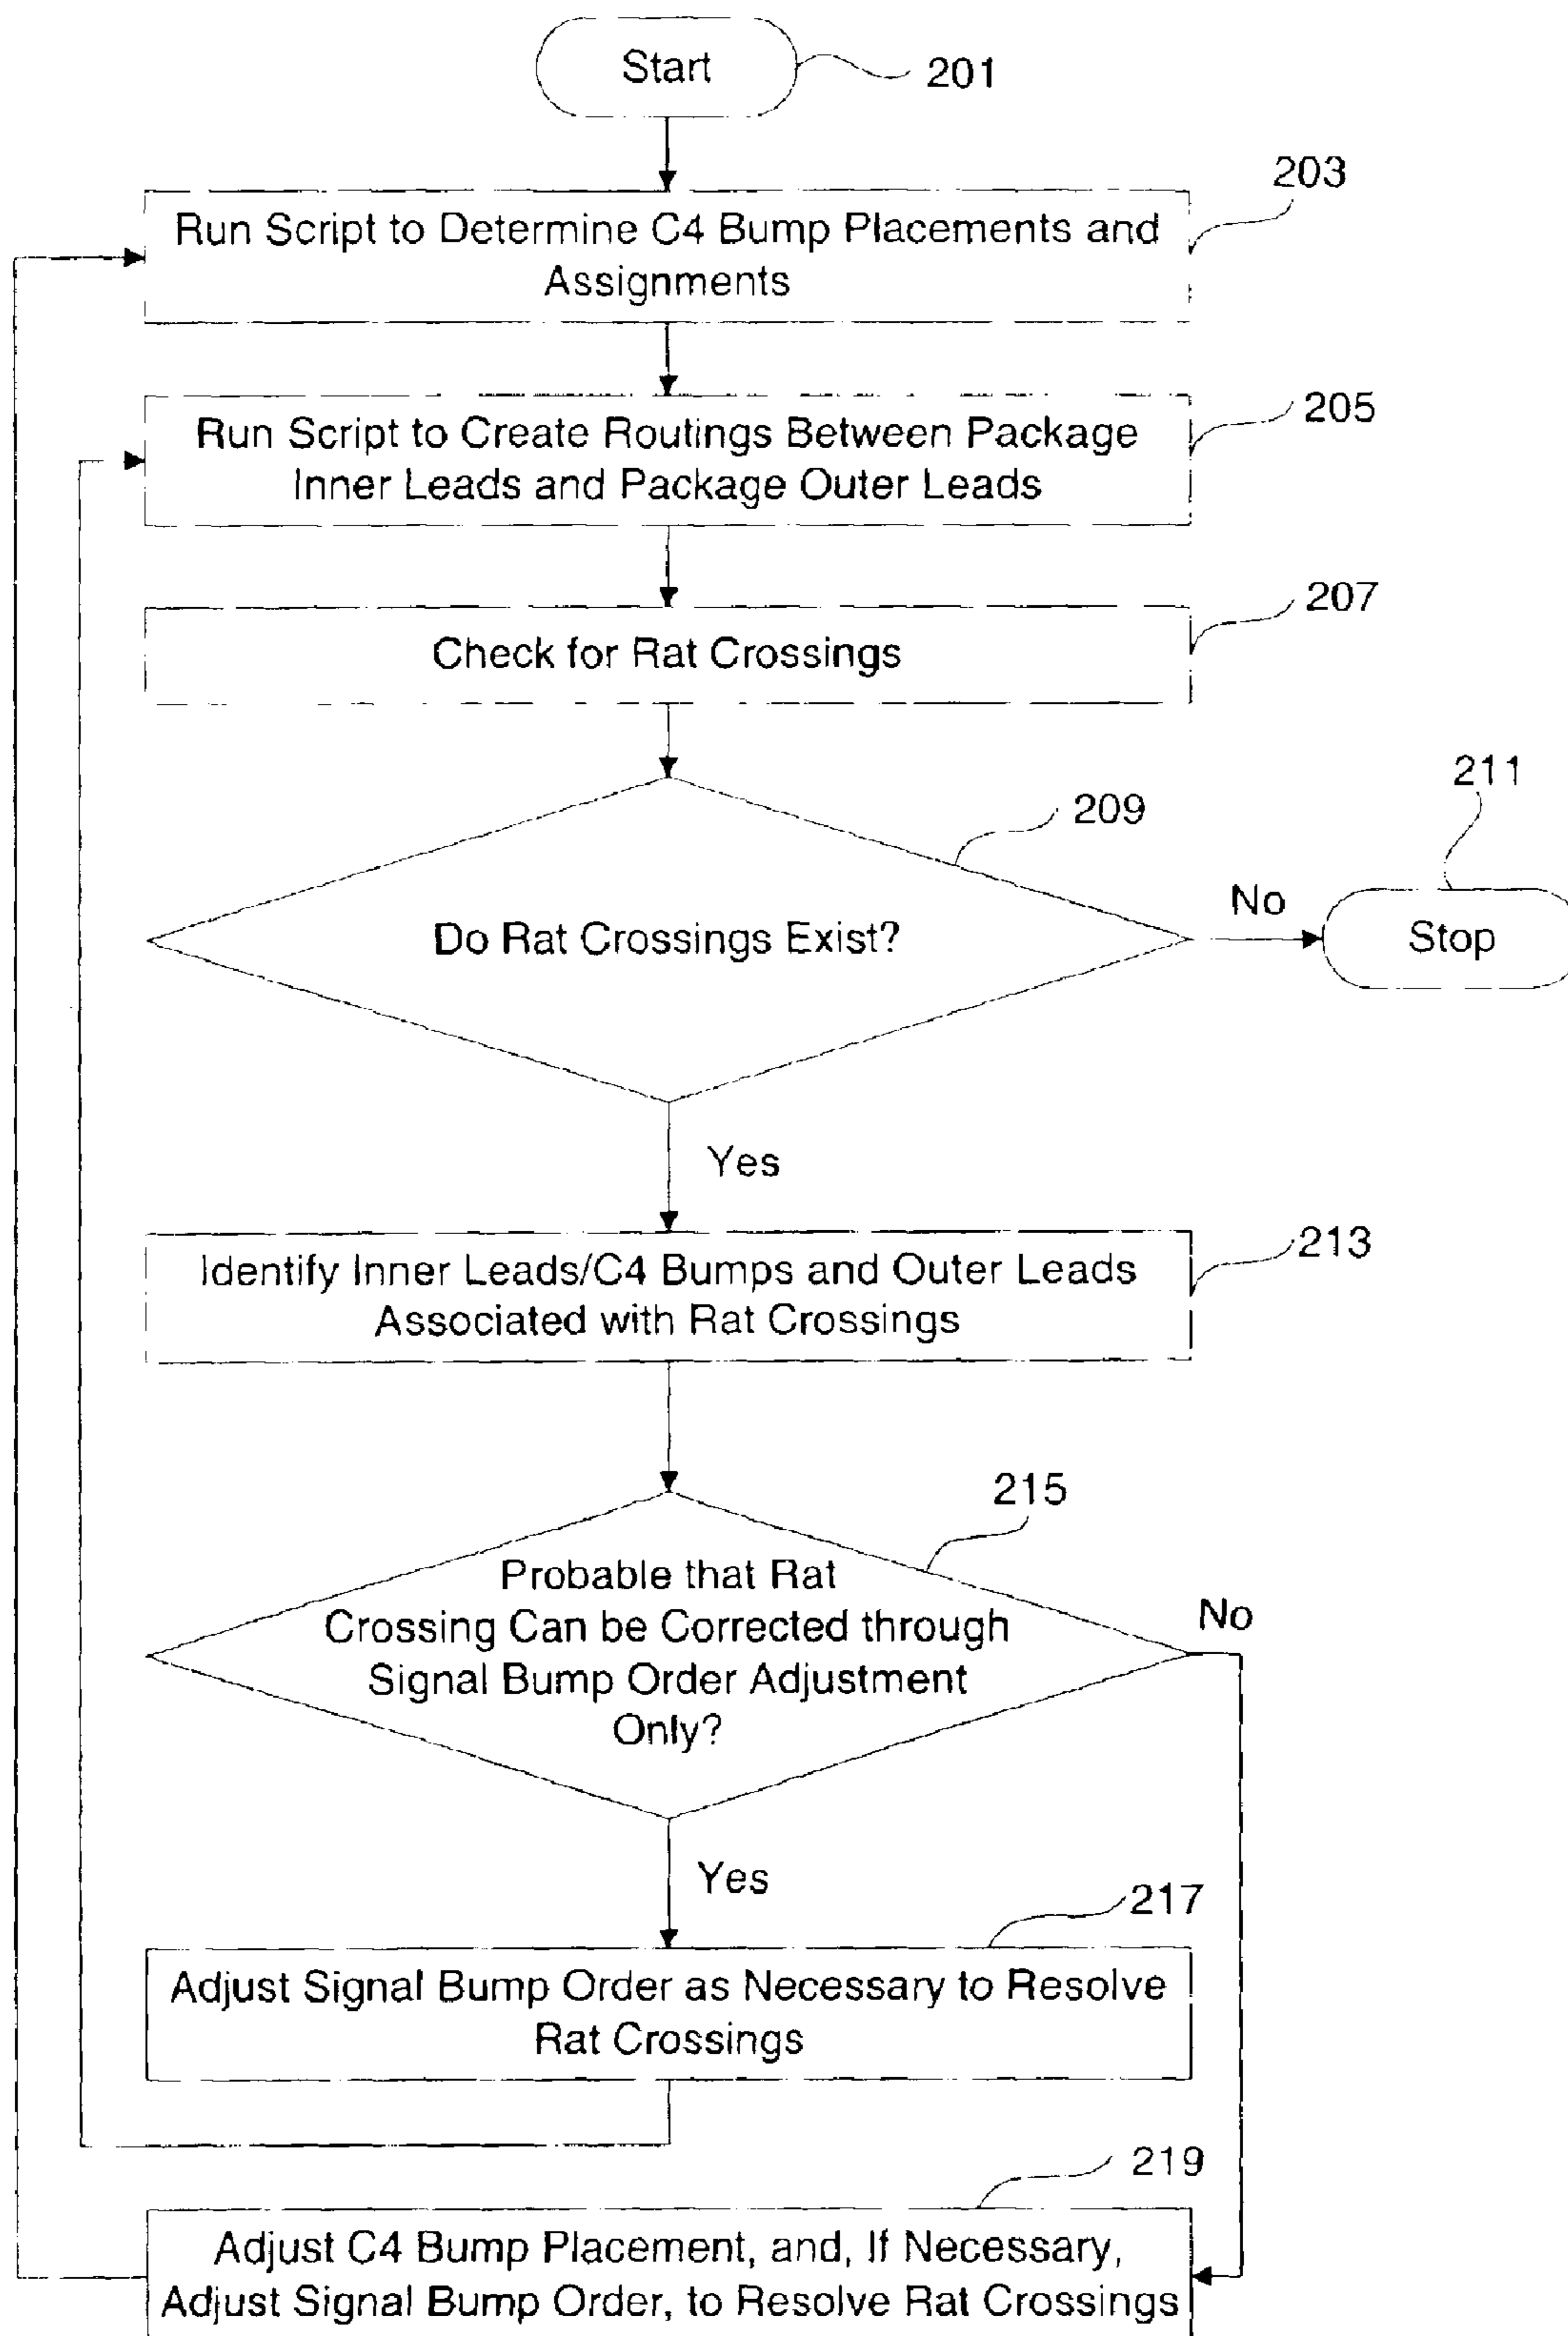 Start
201
203
Run Script to Determine C4 Bump Placements and
Assignments
205
Run Script to Create Routings Between Package
Inner Leads and Package Outer Leads
207
Check for Rat Crossings
211
209
No
Do Rat Crossings Exist?
Stop
Yes
213
Identify Inner Leads/C4 Bumps and Outer Leads
Associated with Rat Crossings
215
Probable that Rat
Crossing Can be Corrected through
Signal Bump Order Adjustment
Only?
No
Yes
217
Adjust Signal Bump Order as Necessary to Resolve
Rat Crossings
219
Adjust C4 Bump Placement, and, If Necessary,
Adjust Signal Bump Order, to Resolve Rat Crossings